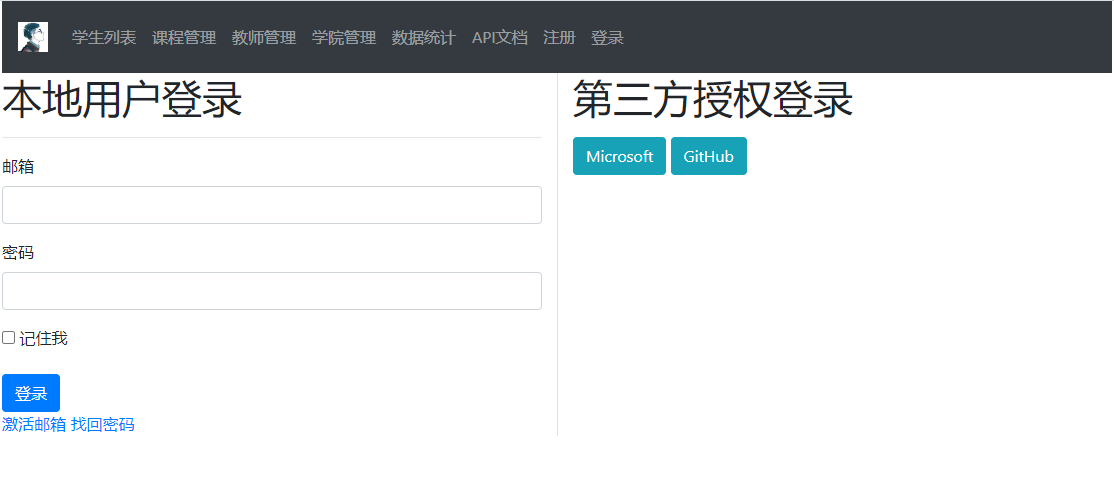 学生列表 课程管理 教师管理 学院管理 数据统计 API文档 注册 登录
本地用户登录
邮箱
密码
记住我
登录
激活邮箱 找回密码
第三方授权登录
Microsoft GitHub